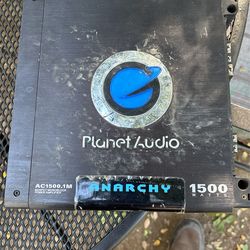 Planet Audio
AC1500.1M
ANARCHY
1500
WATTS